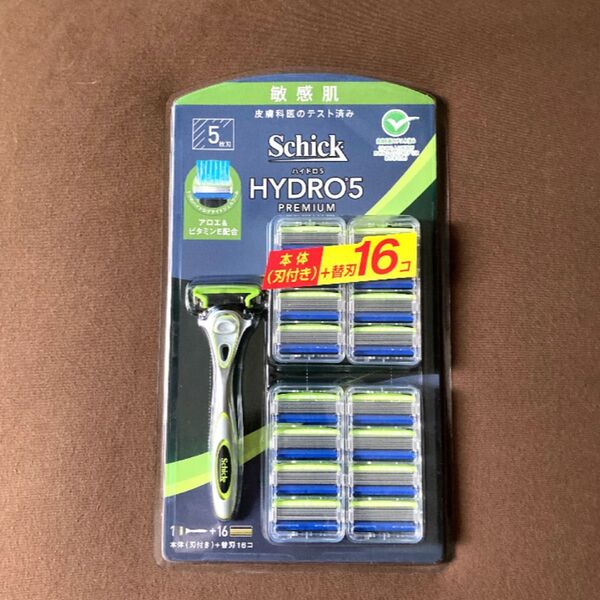 敏感肌
皮膚科医のテスト済み
5枚刃
Schick
ハイドロ5
HYDRO5
PREMIUM
アロエ&
ビタミンE配合
本体
(刃付き)+替刃16コ
Schick
1 +16
本体(刃付き)+替刃16コ